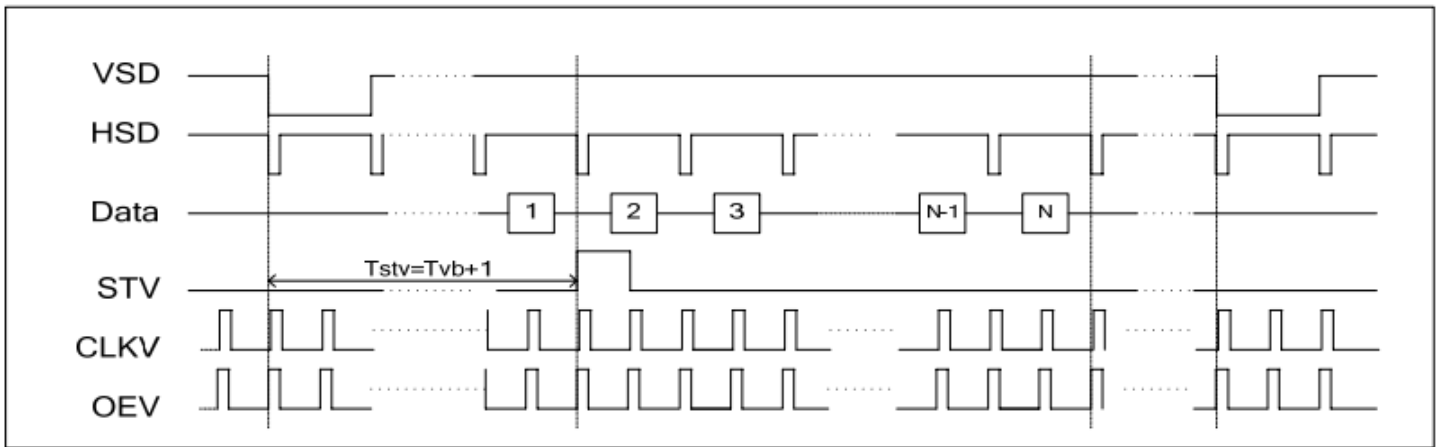 VSD
HSD
Data 1 2 3 N-1 N
Tstv=Tvb+1
STV
CLKV
OEV